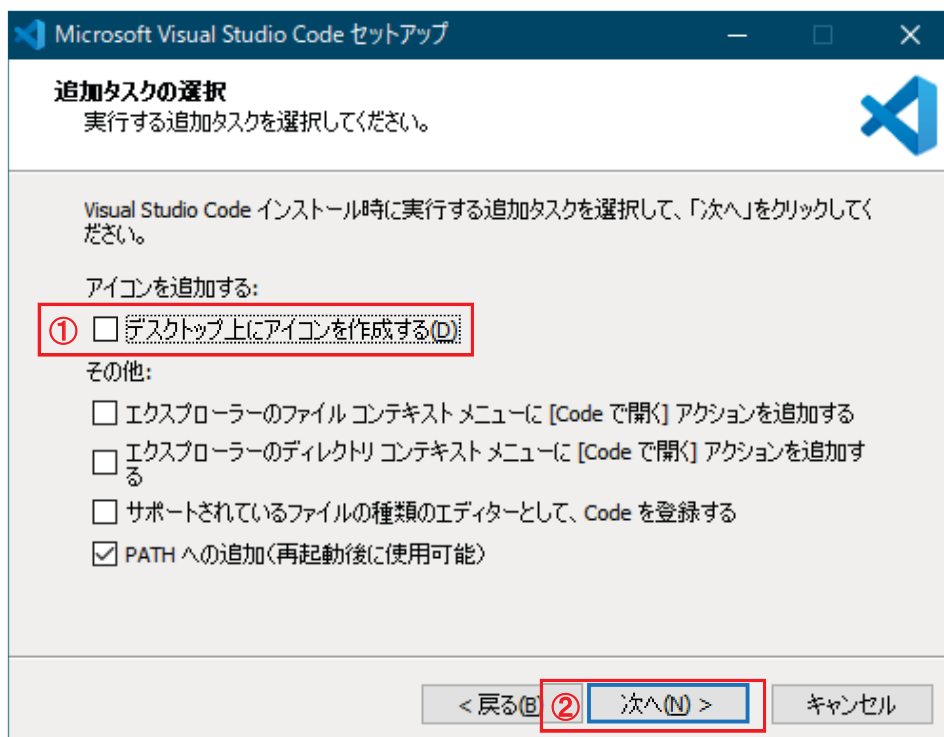 Microsoft Visual Studio Code セットアップ
追加タスクの選択
実行する追加タスクを選択してください。
Visual Studio Code インストール時に実行する追加タスクを選択して、「次へ」をクリックしてく
ださい。
アイコンを追加する:
① デスクトップ上にアイコンを作成する(D)
その他:
エクスプローラーのファイル コンテキスト メニューに [Code で開く] アクションを追加する
エクスプローラーのディレクトリ コンテキスト メニューに [Code で開く] アクションを追加す
る
サポートされているファイルの種類のエディターとして、Code を登録する
PATH への追加(再起動後に使用可能)
< 戻る(B) ② 次へ(N) > キャンセル